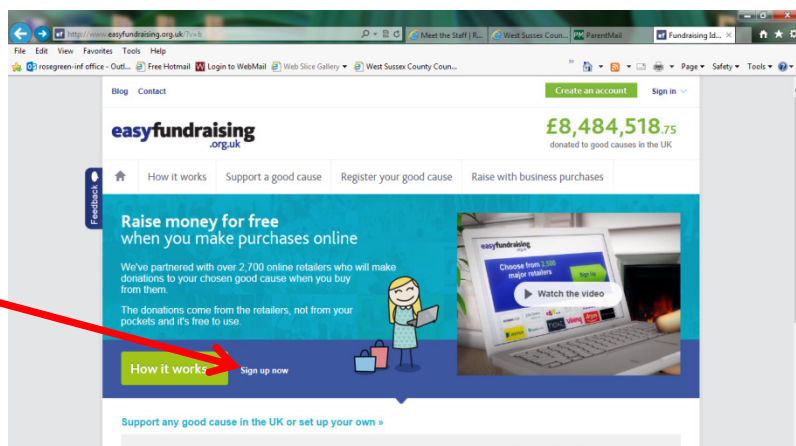 http://www.easyfundraising.org.uk/?v=b
Meet the Staff | R...
West Sussex Coun...
ParentMail
Fundraising Id...
File Edit View Favorites Tools Help
rosegreen-inf office - Outl...
Free Hotmail
Login to WebMail
Web Slice Gallery
West Sussex County Coun...
Page
Safety
Tools
Blog Contact
Create an account
Sign in
easyfundraising
.org.uk
£8,484,518.75
donated to good causes in the UK
Feedback
How it works
Support a good cause
Register your good cause
Raise with business purchases
Raise money for free
when you make purchases online
We've partnered with over 2,700 online retailers who will make
donations to your chosen good cause when you buy
from them.
The donations come from the retailers, not from your
pockets and it's free to use.
How it works
Sign up now
easyfundraising
.org.uk
Choose from 2,500
major retailers
Sign Up
Watch the video
next
viking
argos
Support any good cause in the UK or set up your own »